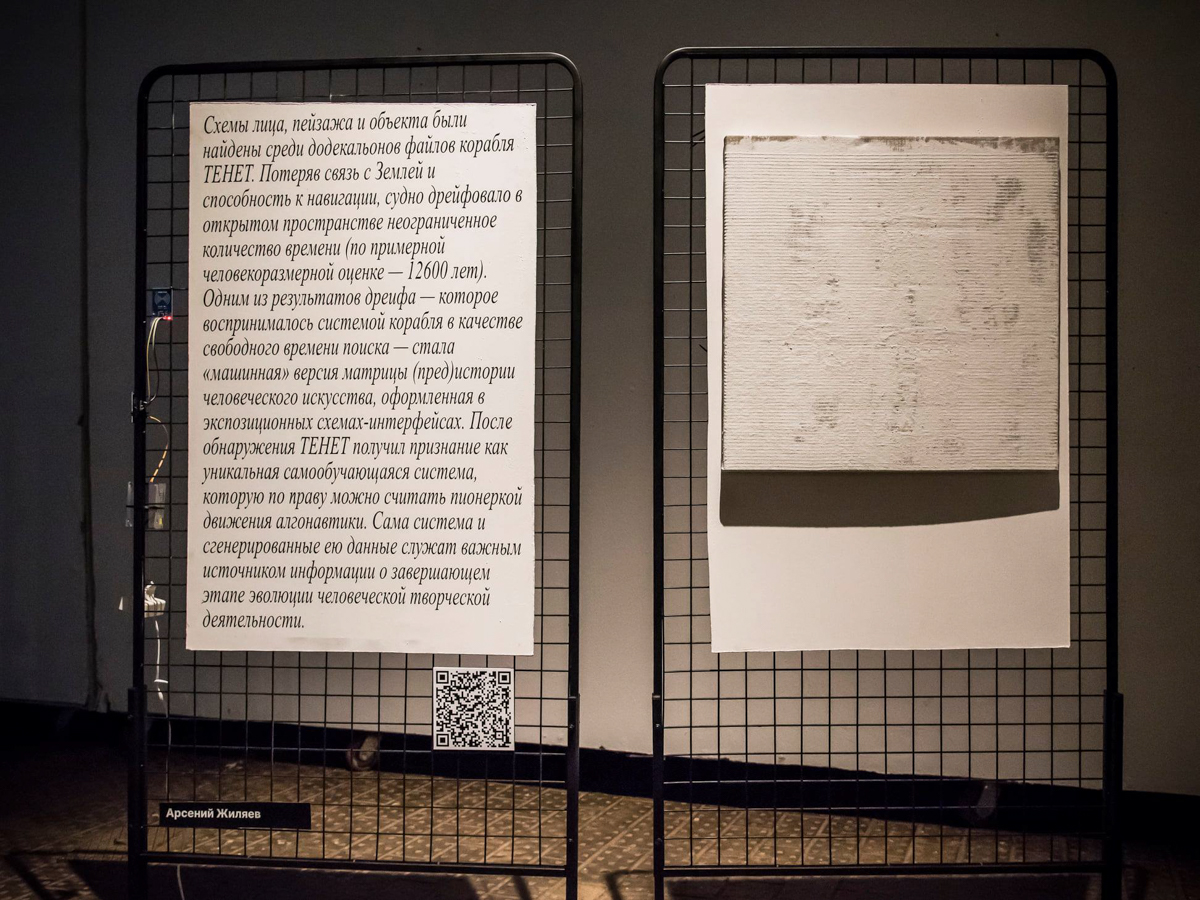 Схемы лица, пейзажа и объекта были
найдены среди додекальонов файлов корабля
ТЕНЕТ. Потеряв связь с Землей и
способность к навигации, судно дрейфовало в
открытом пространстве неограниченное
количество времени (по примерной
человекоразмерной оценке — 12600 лет).
Одним из результатов дреифа — которое
воспринималось системой корабля в качестве
свободного времени поиска — стала
«машинная» версия матрицы (пред)истории
человеческого искусства, оформленная в
экспозиционных схемах-интерфейсах. После
обнаружения ТЕНЕТ получил признание как
уникальная самообучающаяся система,
которую по праву можно считать пионеркой
движения алгонавтики. Сама система и
сгенерированные ею данные служат важным
источником информации о завершающем
этапе эволюции человеческой творческой
деятельности.
Арсений Жиляев